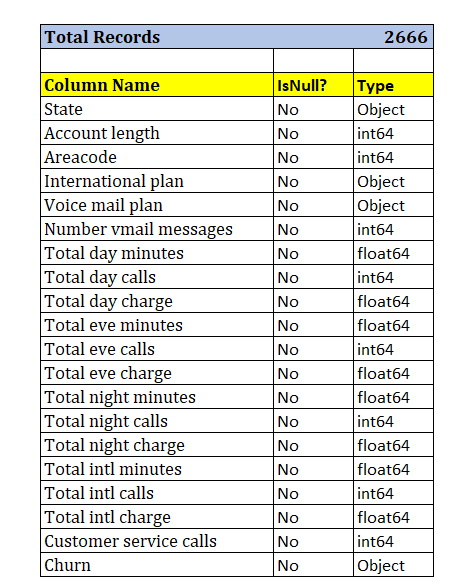 Total Records 2666
Column Name IsNull? Type
State No Object
Account length No int64
Areacode No int64
International plan No Object
Voice mail plan No Object
Number vmail messages No int64
Total day minutes No float64
Total day calls No int64
Total day charge No float64
Total eve minutes No float64
Total eve calls No int64
Total eve charge No float64
Total night minutes No float64
Total night calls No int64
Total night charge No float64
Total intl minutes No float64
Total intl calls No int64
Total intl charge No float64
Customer service calls No int64
Churn No Object